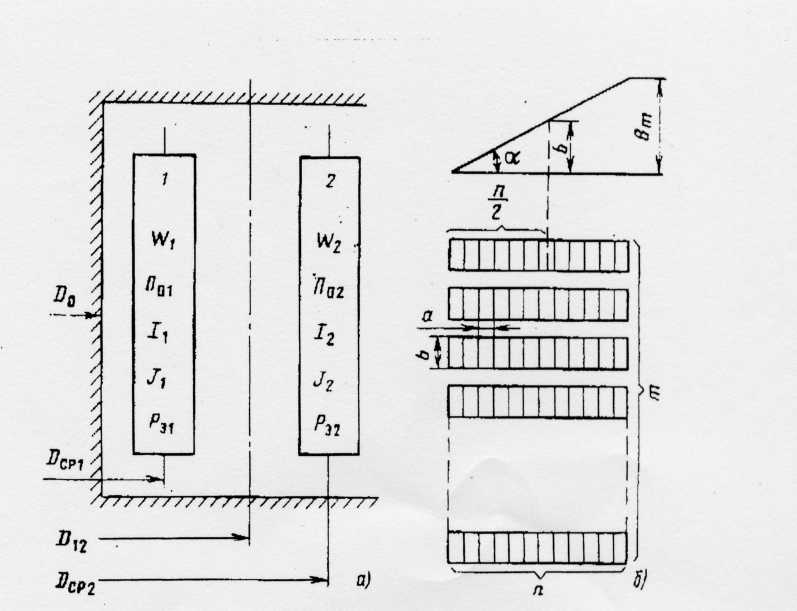 1
W₁
П₀₁
I₁
J₁
Pэ1
2
W₂
П₀₂
I₂
J₂
Pэ2
D₀
Dср1
D₁₂
Dср2
а)
α
b
Bm
n/2
a
b
m
n
б)